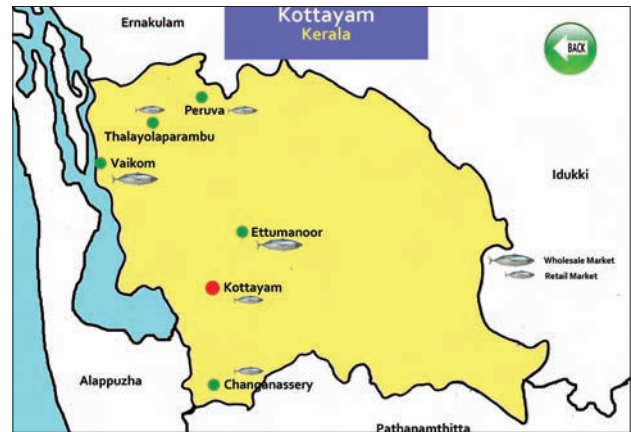 Kottayam
Kerala
Ernakulam
BACK
Peruva
Thalayolaparambu
Vaikom
Idukki
Ettumanoor
Wholesale Market
Retail Market
Kottayam
Alappuzha
Changanassery
Pathanamthitta